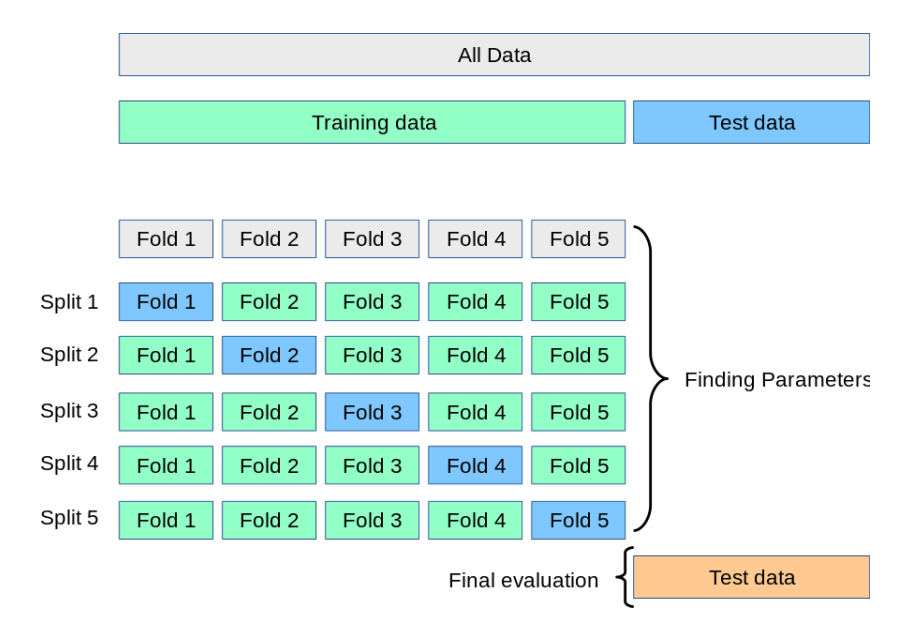 All Data
Training data Test data
Fold 1 Fold 2 Fold 3 Fold 4 Fold 5
Split 1 Fold 1 Fold 2 Fold 3 Fold 4 Fold 5
Split 2 Fold 1 Fold 2 Fold 3 Fold 4 Fold 5
Finding Parameters
Split 3 Fold 1 Fold 2 Fold 3 Fold 4 Fold 5
Split 4 Fold 1 Fold 2 Fold 3 Fold 4 Fold 5
Split 5 Fold 1 Fold 2 Fold 3 Fold 4 Fold 5
Final evaluation Test data